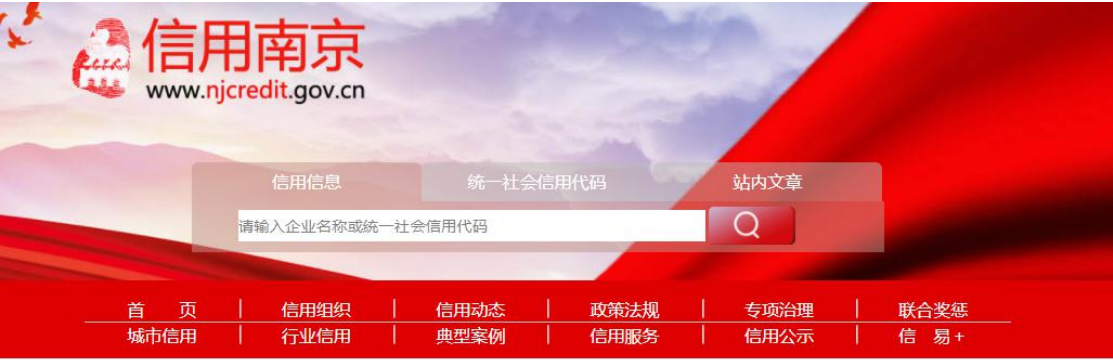 信用南京
www.njcredit.gov.cn
信用信息 统一社会信用代码 站内文章
请输入企业名称或统一社会信用代码
首 页 | 信用组织 | 信用动态 | 政策法规 | 专项治理 | 联合奖惩
城市信用 | 行业信用 | 典型案例 | 信用服务 | 信用公示 | 信 易+